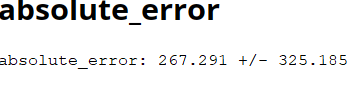 absolute_error
absolute_error: 267.291 +/- 325.185